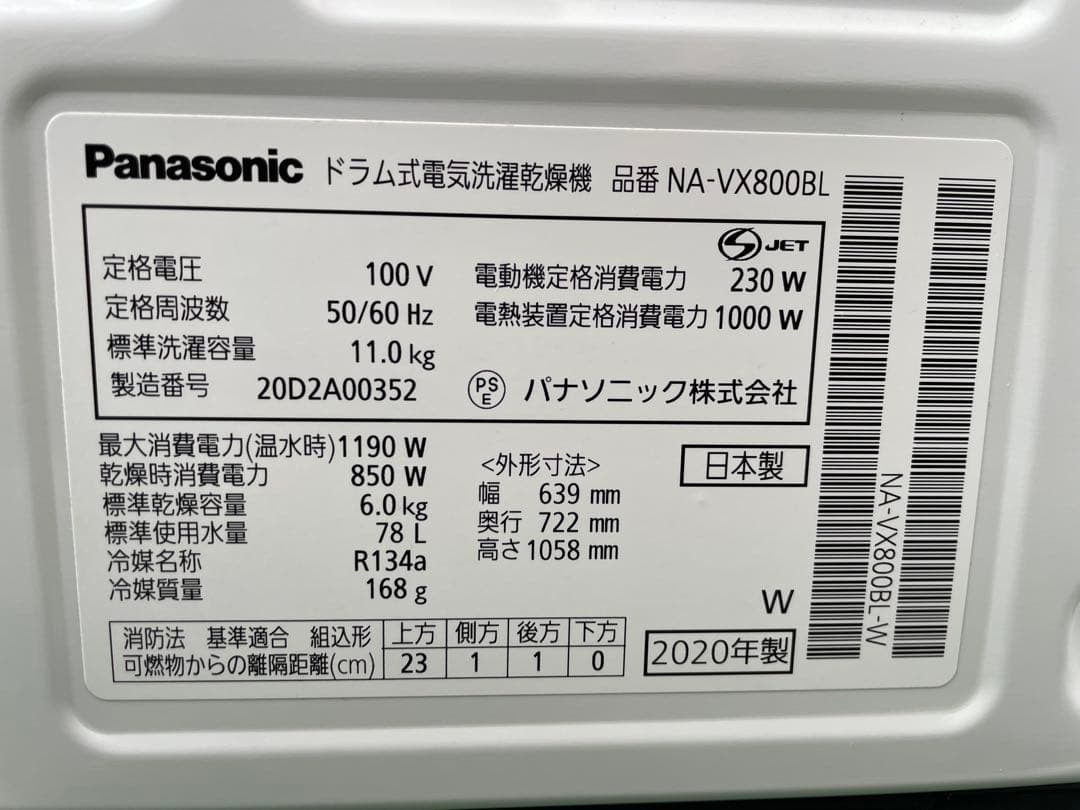 Panasonic ドラム式電気洗濯乾燥機 品番 NA-VX800BL
JET
定格電圧 100 V 電動機定格消費電力 230 W
定格周波数 50/60 Hz 電熱装置定格消費電力 1000 W
標準洗濯容量 11.0 kg
製造番号 20D2A00352 PSE パナソニック株式会社
最大消費電力(温水時) 1190 W
乾燥時消費電力 850 W
標準乾燥容量 6.0 kg
標準使用水量 78 L
冷媒名称 R134a
冷媒質量 168 g
<外形寸法>
幅 639 mm
奥行 722 mm
高さ 1058 mm
日本製
W
消防法 基準適合 組込形 上方 側方 後方 下方
可燃物からの離隔距離(cm) 23 1 1 0
2020年製
NA-VX800BL-W